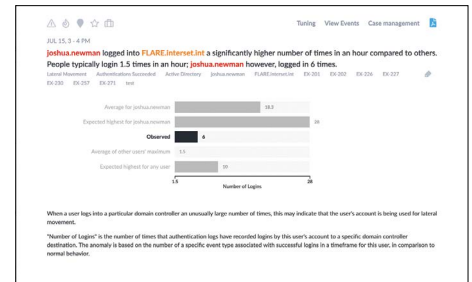 Tuning View Events Case management
JUL 15, 3 - 4 PM
joshua.newman logged into FLARE.interset.int a significantly higher number of times in an hour compared to others.
People typically login 1.5 times in an hour; joshua.newman however, logged in 6 times.
Lateral Movement Authentications Succeeded Active Directory joshua.newman FLARE.interset.int EX-201 EX-202 EX-226 EX-227
EX-230 EX-297 EX-271 test
Average for joshua.newman
Expected highest for joshua.newman 28
Observed 6
Average of other users' maximum 1.5
Expected highest for any user 10
1.5 28
Number of Logins
When a user logs into a particular domain controller an unusually large number of times, this may indicate that the user's account is being used for lateral
movement.
"Number of Logins" is the number of times that authentication logs have recorded logins by this user's account to a specific domain controller
destination. The anomaly is based on the number of a specific event type associated with successful logins in a timeframe for this user, in comparison to
normal behavior.